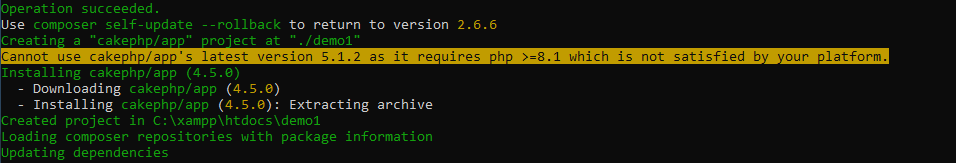 Operation succeeded.
Use composer self-update --rollback to return to version 2.6.6
Creating a "cakephp/app" project at "./demo1"
Cannot use cakephp/app's latest version 5.1.2 as it requires php >=8.1 which is not satisfied by your platform.
Installing cakephp/app (4.5.0)
  - Downloading cakephp/app (4.5.0)
  - Installing cakephp/app (4.5.0): Extracting archive
Created project in C:\xampp\htdocs\demo1
Loading composer repositories with package information
Updating dependencies